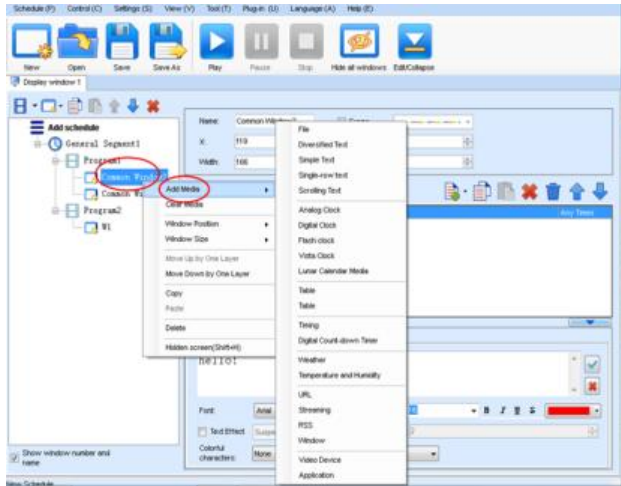 Schedule (P) Control (C) Settings (S) View (V) Tool (T) Plug-in (U) Language (A) Help (E)
New Open Save Save As Play Pause Stop Hide all windows Edit/Collapse
Display window 1
Add schedule
General Segment1
Program1
Common Window
Common W
Program2
W1
Name: Common Window
X: 119
Width: 166
Any Times
Add Media
Clear Media
Window Position
Window Size
Move Up by One Layer
Move Down by One Layer
Copy
Paste
Delete
Hidden screen(Shift+H)
File
Diversified Text
Simple Text
Single-row text
Scrolling Text
Analog Clock
Digital Clock
Flash clock
Vista Clock
Lunar Calendar Media
Table
Table
Timing
Digital Count-down Timer
Weather
Temperature and Humidity
URL
Streaming
RSS
Window
Video Device
Application
hello!
Font: Arial
B I U S
Text Effect
Colorful
characters: None
Show window number and
name
New Schedule